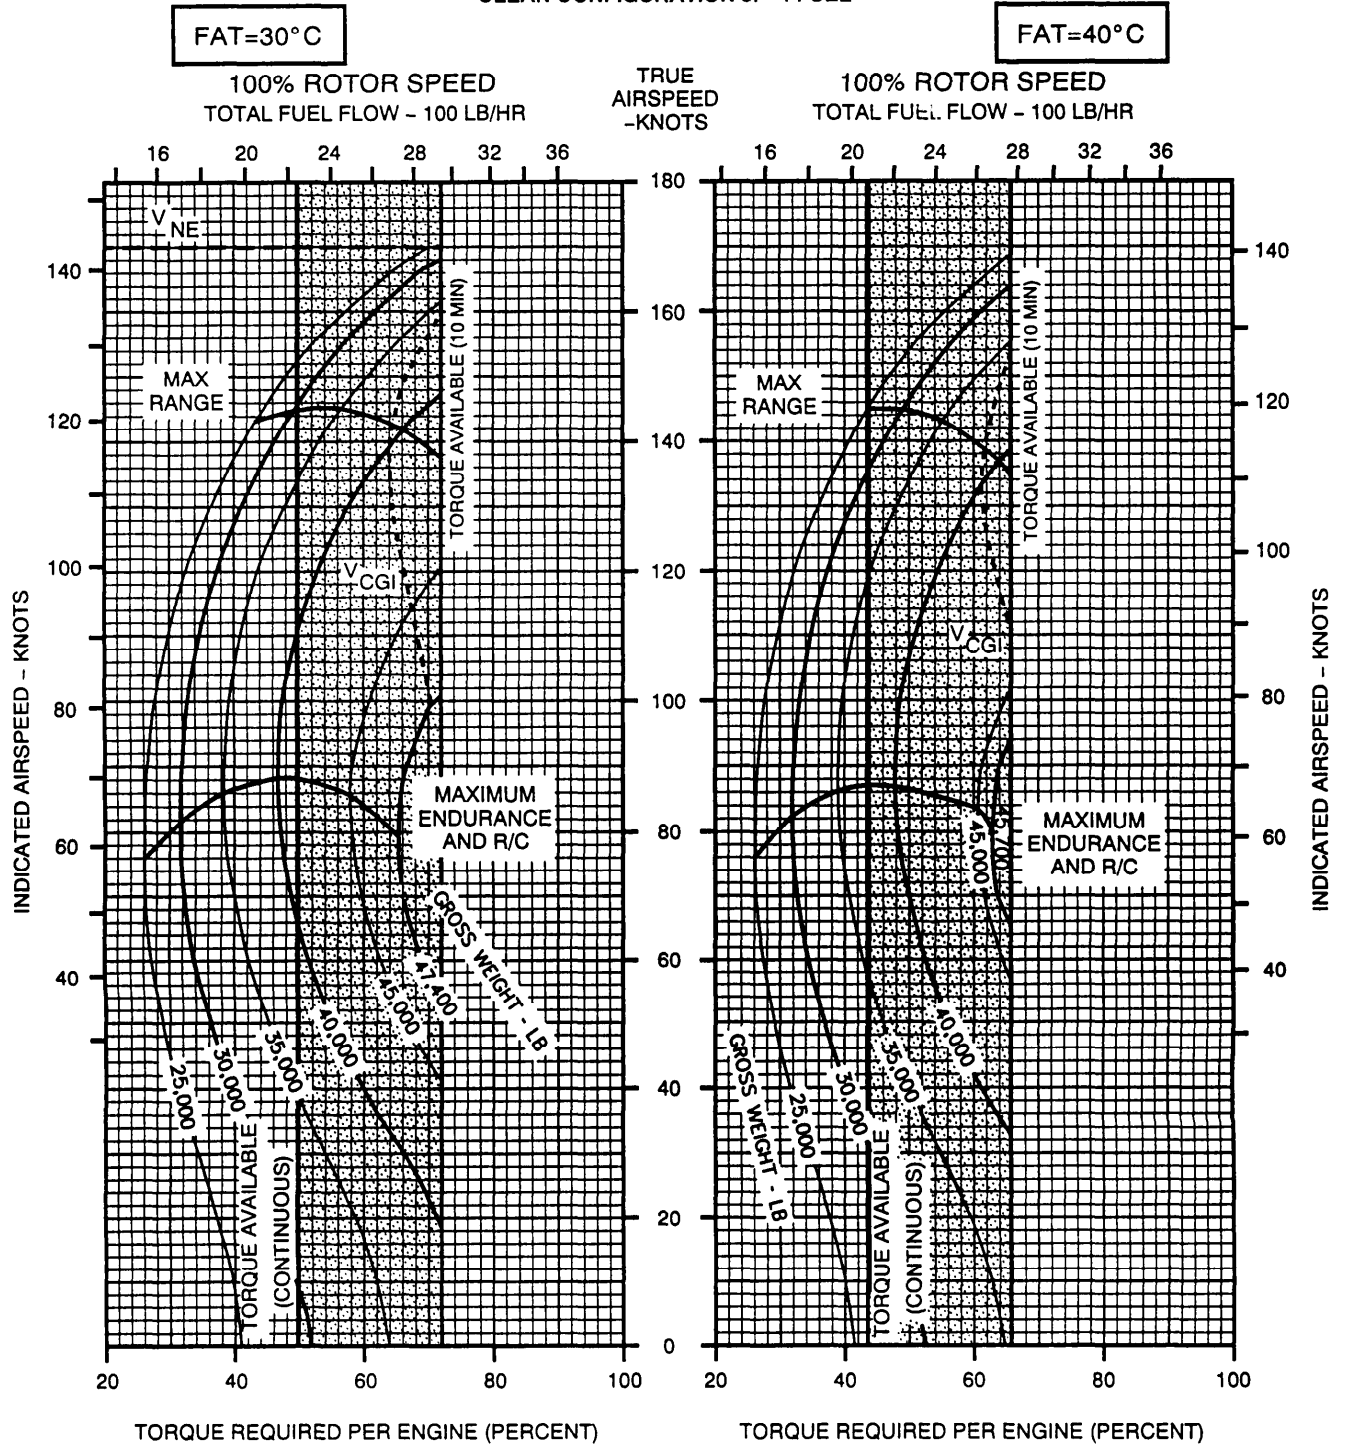 FAT=30°C
100% ROTOR SPEED
TOTAL FUEL FLOW – 100 LB/HR
16 20 24 28 32 36
TRUE
AIRSPEED
–KNOTS
FAT=40°C
100% ROTOR SPEED
TOTAL FUEL FLOW – 100 LB/HR
16 20 24 28 32 36
INDICATED AIRSPEED – KNOTS
140
120
100
80
60
40
VNE
MAX
RANGE
TORQUE AVAILABLE (10 MIN)
VCGI
MAXIMUM
ENDURANCE
AND R/C
GROSS WEIGHT - LB
25,000
30,000
35,000
40,000
45,000
47,400
TORQUE AVAILABLE
(CONTINUOUS)
20 40 60 80 100
TORQUE REQUIRED PER ENGINE (PERCENT)
180
160
140
120
100
80
60
40
20
0
MAX
RANGE
TORQUE AVAILABLE (10 MIN)
VCGI
MAXIMUM
ENDURANCE
AND R/C
GROSS WEIGHT - LB
25,000
30,000
35,000
40,000
45,000
45,700
TORQUE AVAILABLE
(CONTINUOUS)
20 40 60 80 100
TORQUE REQUIRED PER ENGINE (PERCENT)
140
120
100
80
60
40
INDICATED AIRSPEED – KNOTS